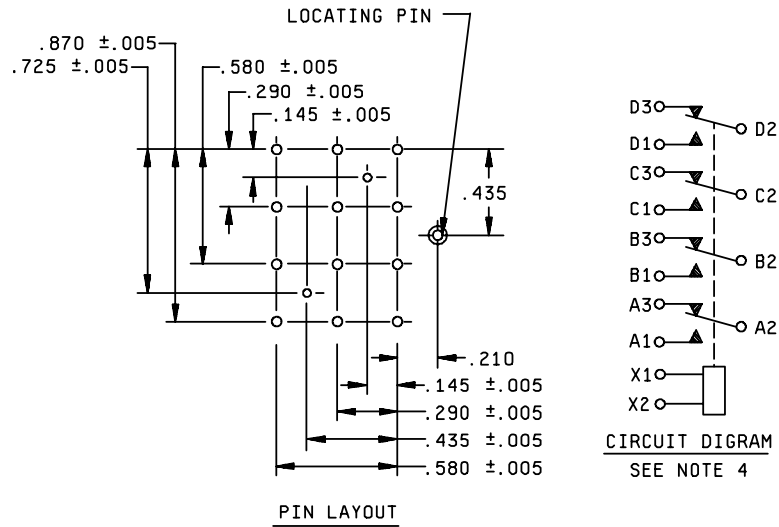 LOCATING PIN
.870 ±.005
.725 ±.005
.580 ±.005
.290 ±.005
.145 ±.005
.435
.210
.145 ±.005
.290 ±.005
.435 ±.005
.580 ±.005
PIN LAYOUT
D3
D2
D1
C3
C2
C1
B3
B2
B1
A3
A2
A1
X1
X2
CIRCUIT DIGRAM
SEE NOTE 4